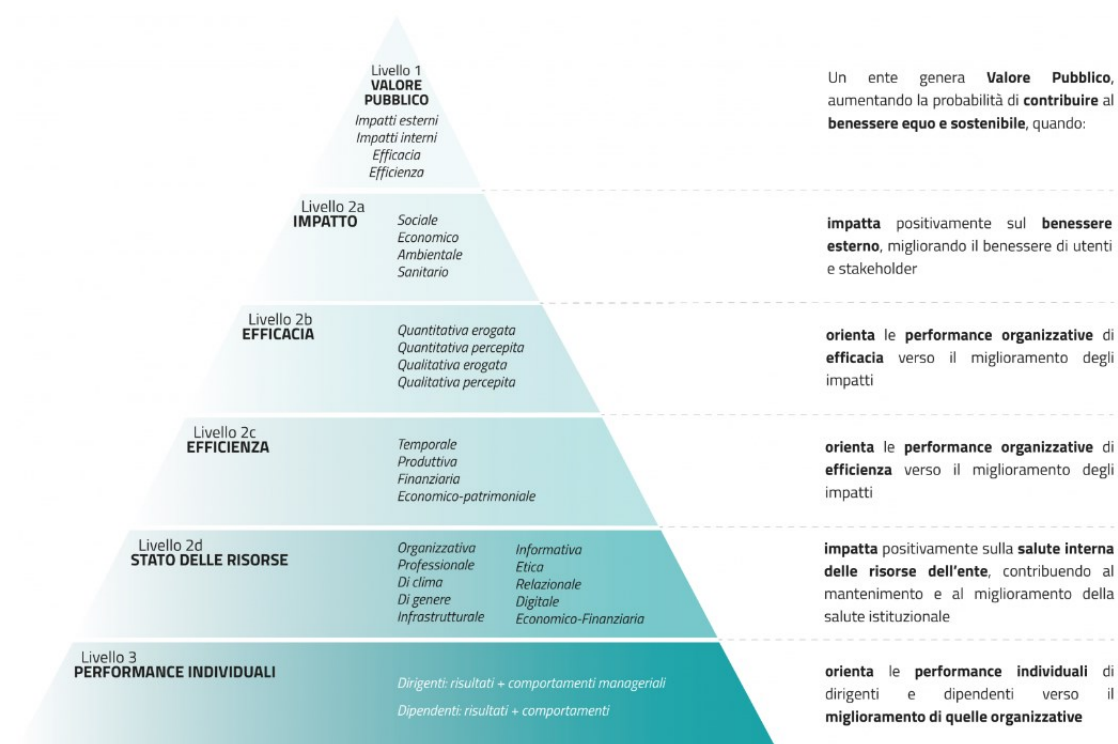 Livello 1
VALORE
PUBBLICO
Impatti esterni
Impatti interni
Efficacia
Efficienza
Un ente genera Valore Pubblico,
aumentando la probabilità di contribuire al
benessere equo e sostenibile, quando:
Livello 2a
IMPATTO
Sociale
Economico
Ambientale
Sanitario
impatta positivamente sul benessere
esterno, migliorando il benessere di utenti
e stakeholder
Livello 2b
EFFICACIA
Quantitativa erogata
Quantitativa percepita
Qualitativa erogata
Qualitativa percepita
orienta le performance organizzative di
efficacia verso il miglioramento degli
impatti
Livello 2c
EFFICIENZA
Temporale
Produttiva
Finanziaria
Economico-patrimoniale
orienta le performance organizzative di
efficienza verso il miglioramento degli
impatti
Livello 2d
STATO DELLE RISORSE
Organizzativa
Professionale
Di clima
Di genere
Infrastrutturale
Informativa
Etica
Relazionale
Digitale
Economico-Finanziaria
impatta positivamente sulla salute interna
delle risorse dell'ente, contribuendo al
mantenimento e al miglioramento della
salute istituzionale
Livello 3
PERFORMANCE INDIVIDUALI
Dirigenti: risultati + comportamenti manageriali
Dipendenti: risultati + comportamenti
orienta le performance individuali di
dirigenti e dipendenti verso il
miglioramento di quelle organizzative